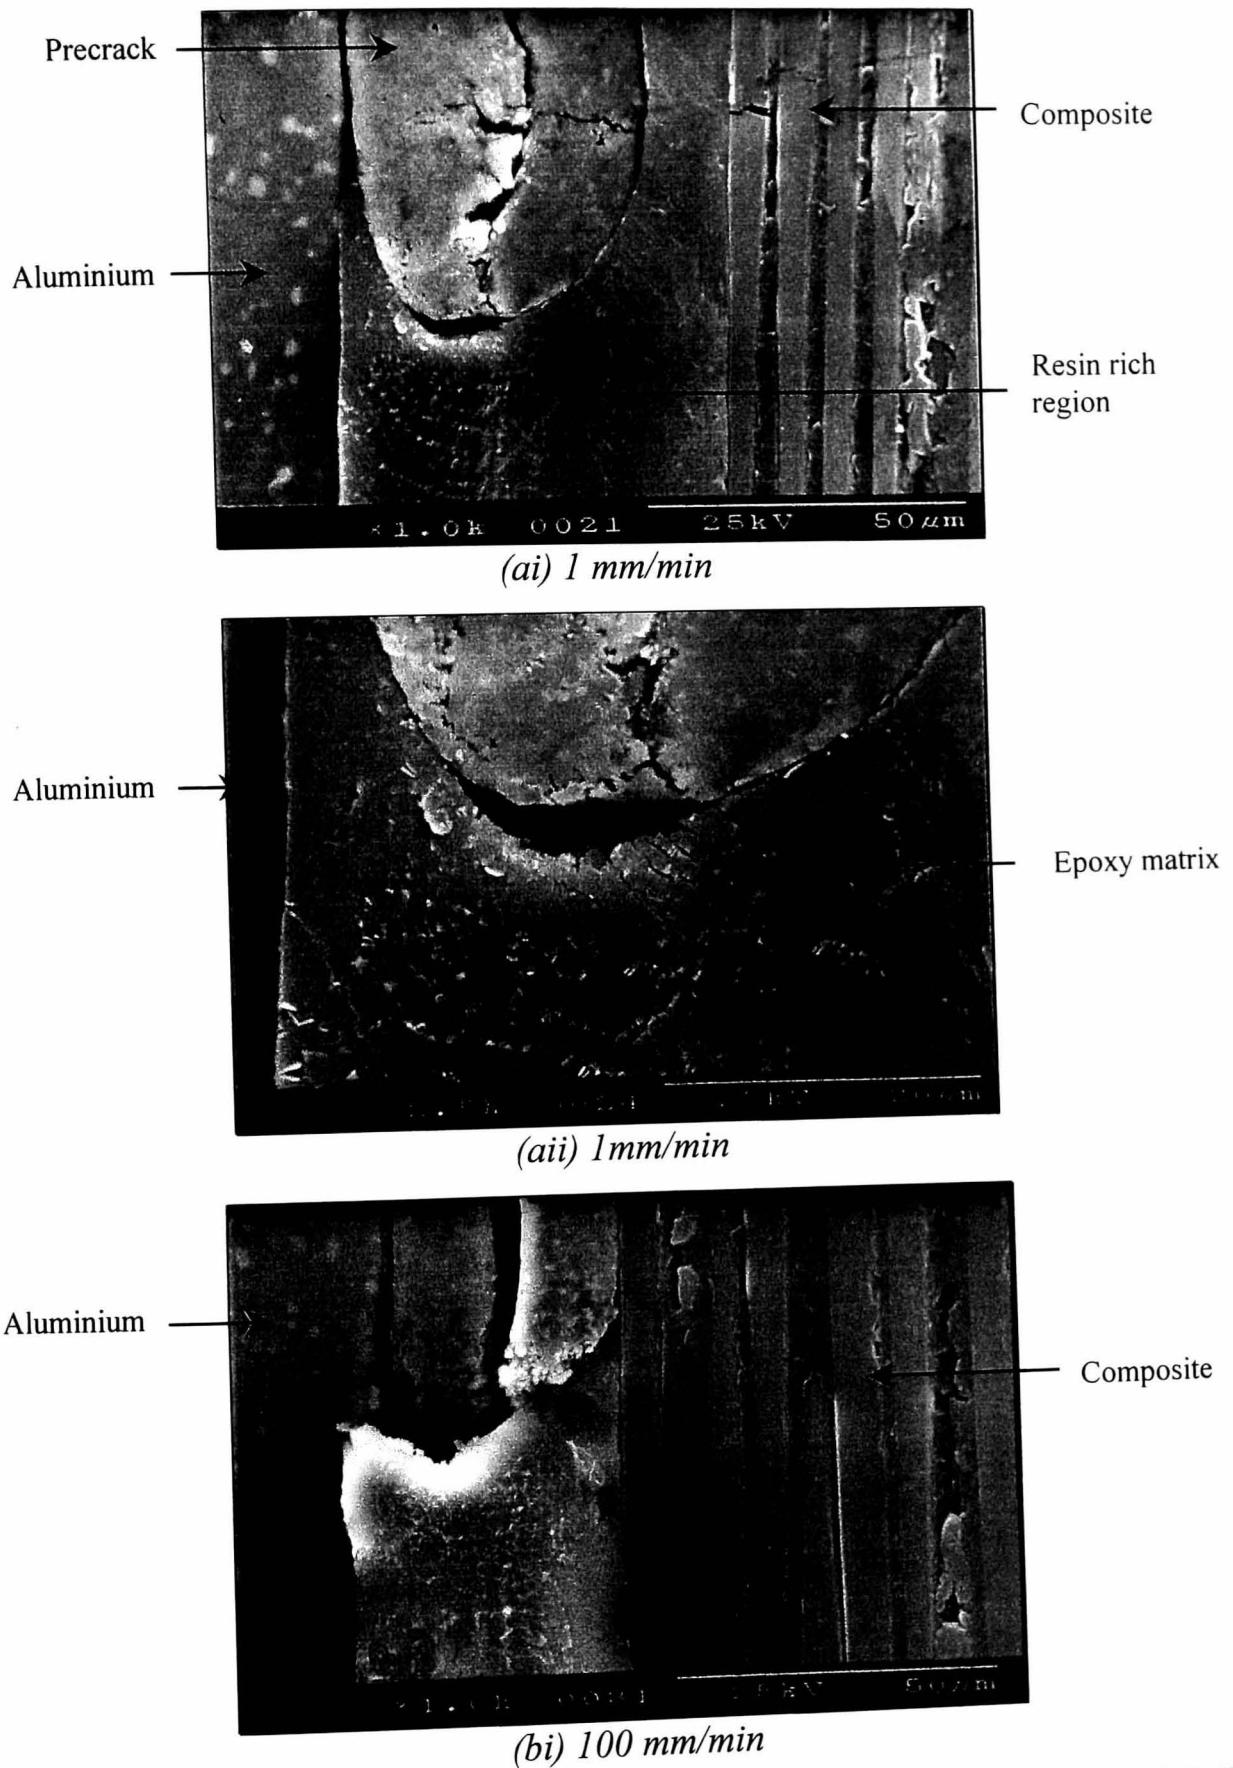 Precrack
Composite
Aluminium
Resin rich
region
×1.0k 0021 25kV 50μm
(ai) 1 mm/min
Aluminium
Epoxy matrix
(aii) 1mm/min
Aluminium
Composite
50μm
(bi) 100 mm/min